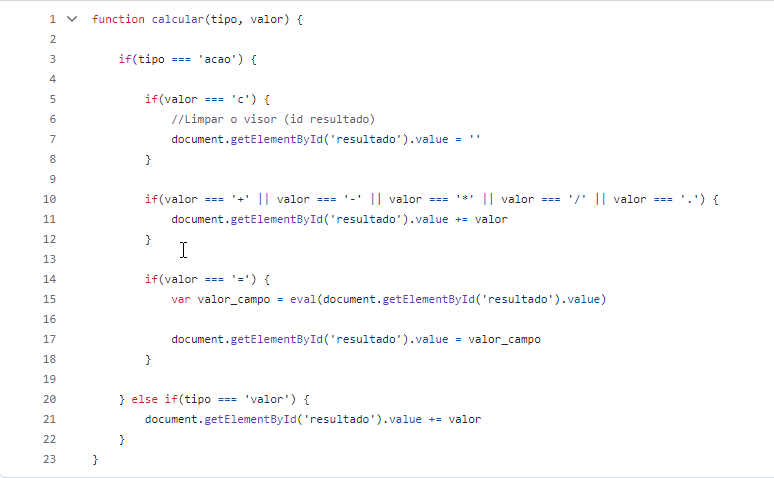 1 function calcular(tipo, valor) {
2
3 if(tipo === 'acao') {
4
5 if(valor === 'c') {
6 //Limpar o visor (id resultado)
7 document.getElementById('resultado').value = ''
8 }
9
10 if(valor === '+' || valor === '-' || valor === '*' || valor === '/' || valor === '.') {
11 document.getElementById('resultado').value += valor
12 }
13
14 if(valor === '=') {
15 var valor_campo = eval(document.getElementById('resultado').value)
16
17 document.getElementById('resultado').value = valor_campo
18 }
19
20 } else if(tipo === 'valor') {
21 document.getElementById('resultado').value += valor
22 }
23 }